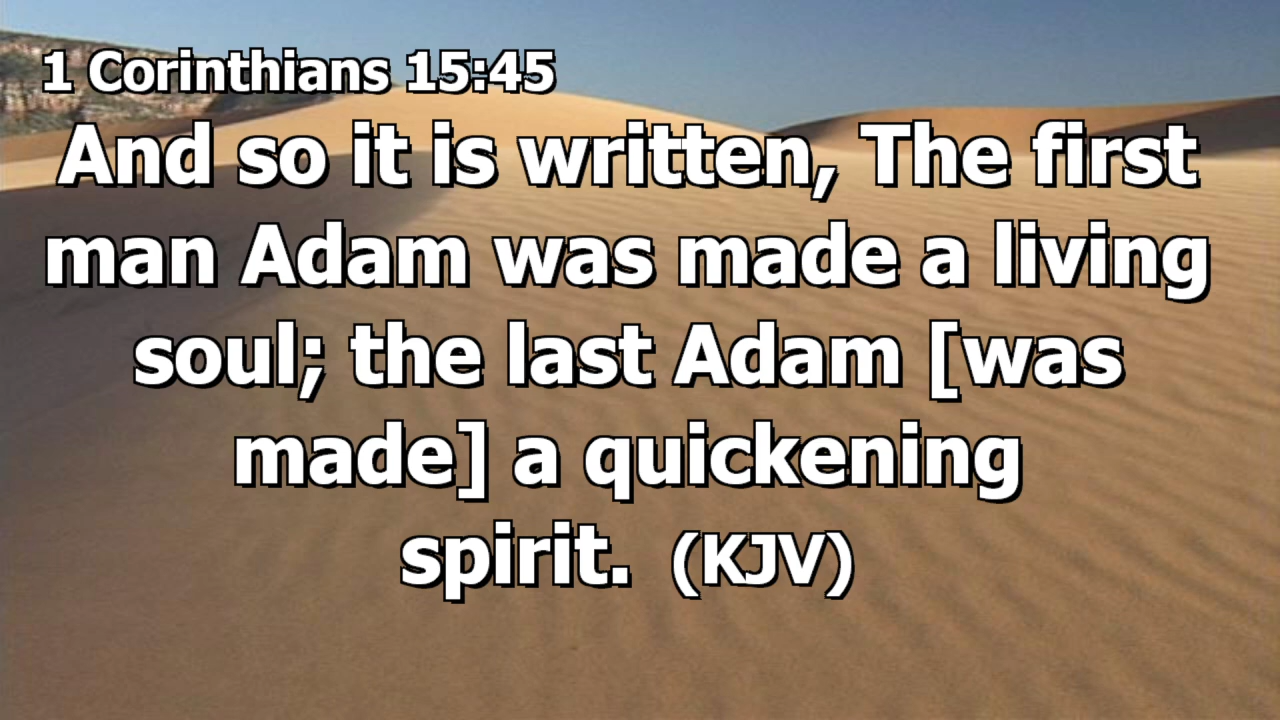 1 Corinthians 15:45
And so it is written, The first
man Adam was made a living
soul; the last Adam [was
made] a quickening
spirit. (KJV)